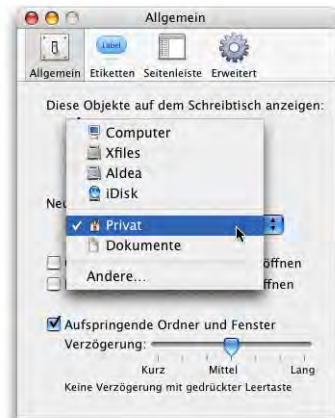 Allgemein
Label
Allgemein Etiketten Seitenleiste Erweitert
Diese Objekte auf dem Schreibtisch anzeigen:
Computer
Xfiles
Aldea
iDisk
Neu
✓ Privat
Dokumente
öffnen
Andere...
ffnen
Aufspringende Ordner und Fenster
Verzögerung:
Kurz Mittel Lang
Keine Verzögerung mit gedrückter Leertaste